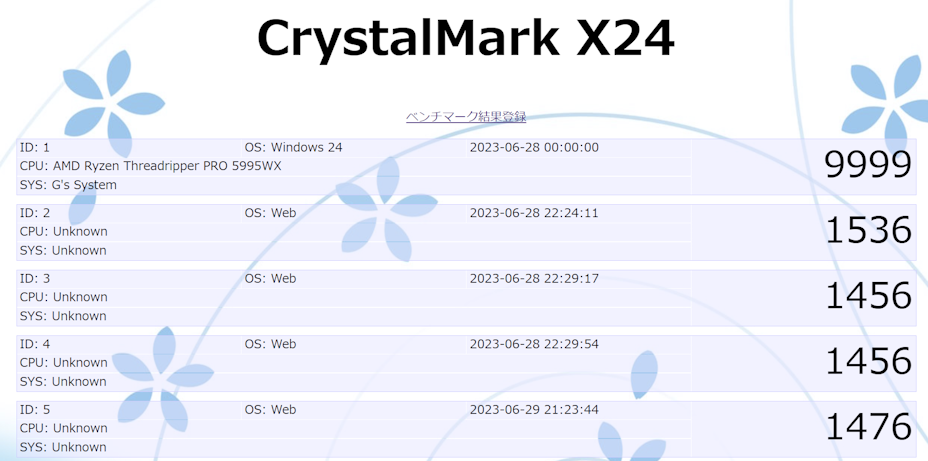 CrystalMark X24
ベンチマーク結果登録
ID: 1 OS: Windows 24 2023-06-28 00:00:00
9999
CPU: AMD Ryzen Threadripper PRO 5995WX
SYS: G's System
ID: 2 OS: Web 2023-06-28 22:24:11
1536
CPU: Unknown
SYS: Unknown
ID: 3 OS: Web 2023-06-28 22:29:17
1456
CPU: Unknown
SYS: Unknown
ID: 4 OS: Web 2023-06-28 22:29:54
1456
CPU: Unknown
SYS: Unknown
ID: 5 OS: Web 2023-06-29 21:23:44
1476
CPU: Unknown
SYS: Unknown